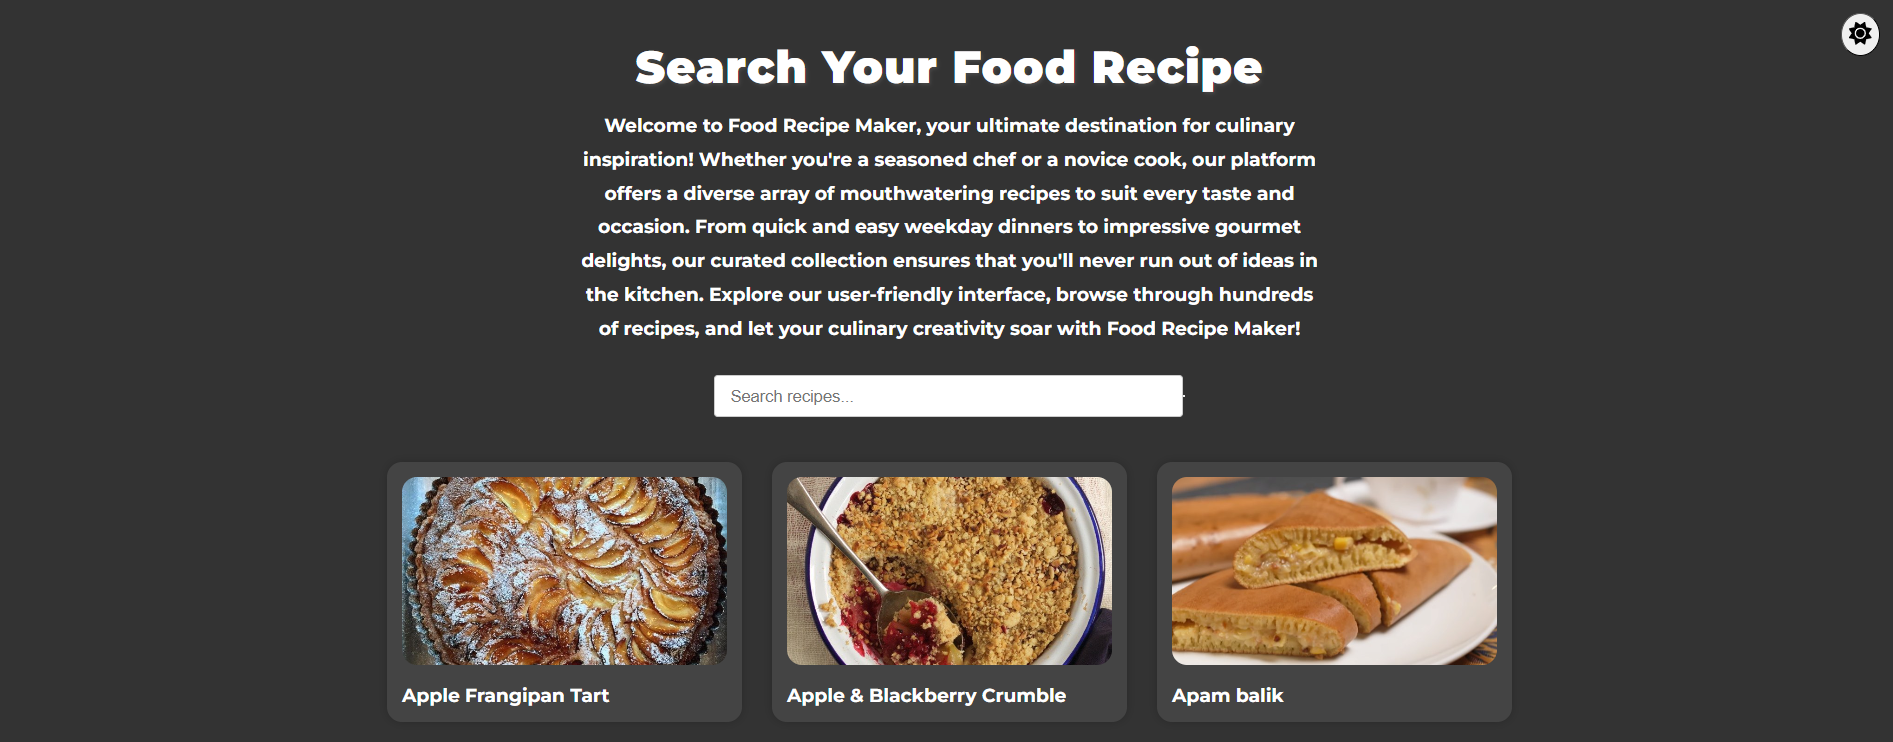 Search Your Food Recipe
Welcome to Food Recipe Maker, your ultimate destination for culinary
inspiration! Whether you're a seasoned chef or a novice cook, our platform
offers a diverse array of mouthwatering recipes to suit every taste and
occasion. From quick and easy weekday dinners to impressive gourmet
delights, our curated collection ensures that you'll never run out of ideas in
the kitchen. Explore our user-friendly interface, browse through hundreds
of recipes, and let your culinary creativity soar with Food Recipe Maker!
Search recipes...
Apple Frangipan Tart
Apple & Blackberry Crumble
Apam balik